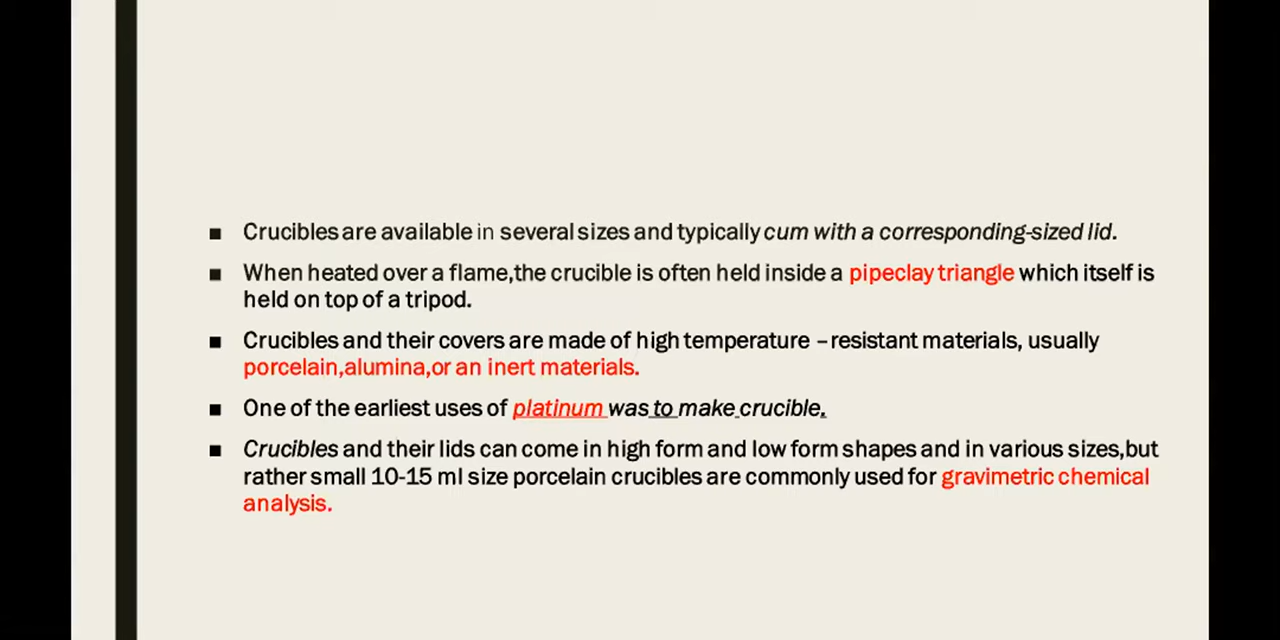 ■ Crucibles are available in several sizes and typically cum with a corresponding-sized lid.
■ When heated over a flame,the crucible is often held inside a pipeclay triangle which itself is
held on top of a tripod.
■ Crucibles and their covers are made of high temperature –resistant materials, usually
porcelain,alumina,or an inert materials.
■ One of the earliest uses of platinum was to make crucible.
■ Crucibles and their lids can come in high form and low form shapes and in various sizes,but
rather small 10-15 ml size porcelain crucibles are commonly used for gravimetric chemical
analysis.